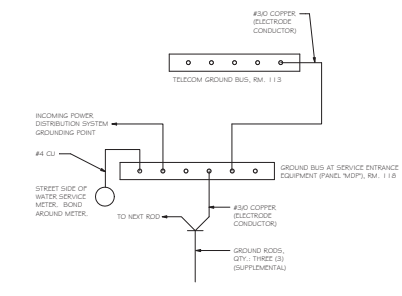 #3/0 COPPER
(ELECTRODE
CONDUCTOR)
TELECOM GROUND BUS, RM. 113
INCOMING POWER
DISTRIBUTION SYSTEM
GROUNDING POINT
#4 CU
GROUND BUS AT SERVICE ENTRANCE
EQUIPMENT (PANEL "MDP"), RM. 118
STREET SIDE OF
WATER SERVICE
METER. BOND
AROUND METER.
TO NEXT ROD
#3/0 COPPER
(ELECTRODE
CONDUCTOR)
GROUND RODS,
QTY.: THREE (3)
(SUPPLEMENTAL)